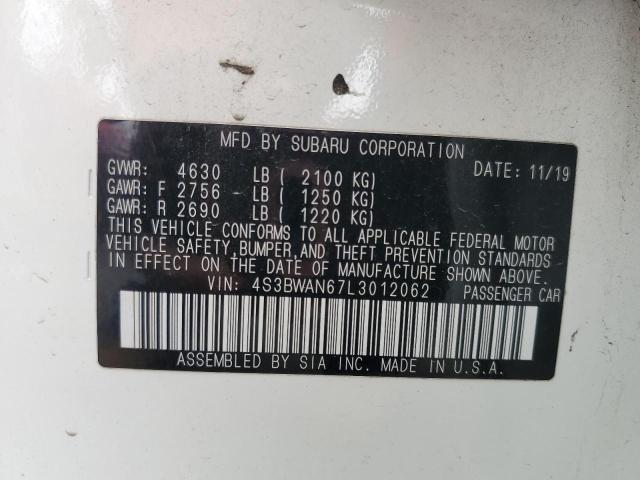 MFD BY SUBARU CORPORATION
GVWR: 4630 LB ( 2100 KG) DATE: 11/19
GAWR: F 2756 LB ( 1250 KG)
GAWR: R 2690 LB ( 1220 KG)
THIS VEHICLE CONFORMS TO ALL APPLICABLE FEDERAL MOTOR
VEHICLE SAFETY, BUMPER, AND THEFT PREVENTION STANDARDS
IN EFFECT ON THE DATE OF MANUFACTURE SHOWN ABOVE.
VIN: 4S3BWAN67L3012062 PASSENGER CAR
ASSEMBLED BY SIA INC. MADE IN U.S.A.